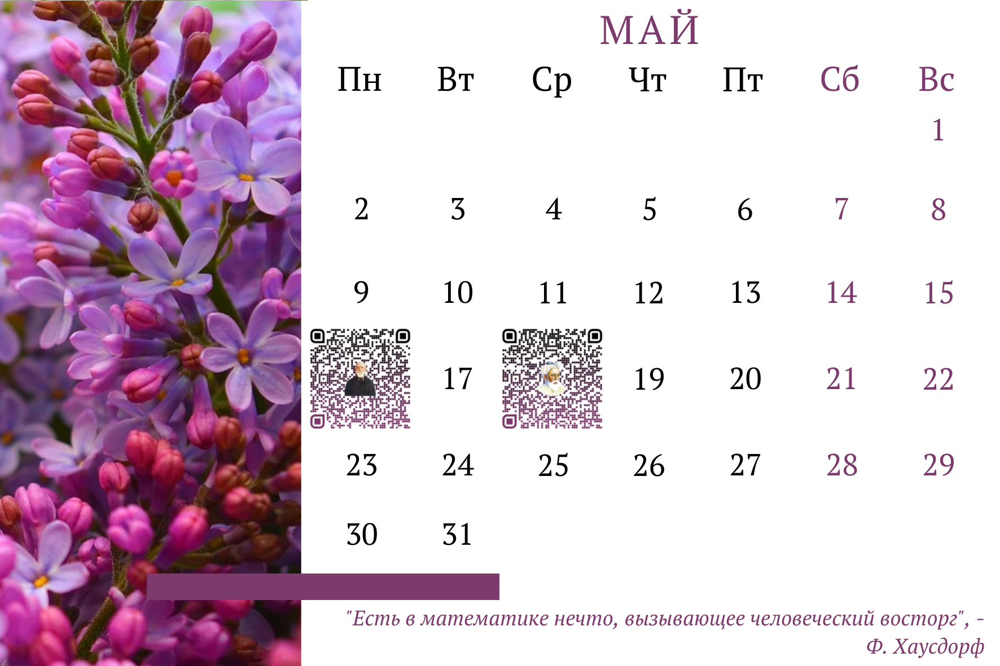 МАЙ
Пн Вт Ср Чт Пт Сб Вс
1
2 3 4 5 6 7 8
9 10 11 12 13 14 15
17 19 20 21 22
23 24 25 26 27 28 29
30 31
"Есть в математике нечто, вызывающее человеческий восторг", -
Ф. Хаусдорф